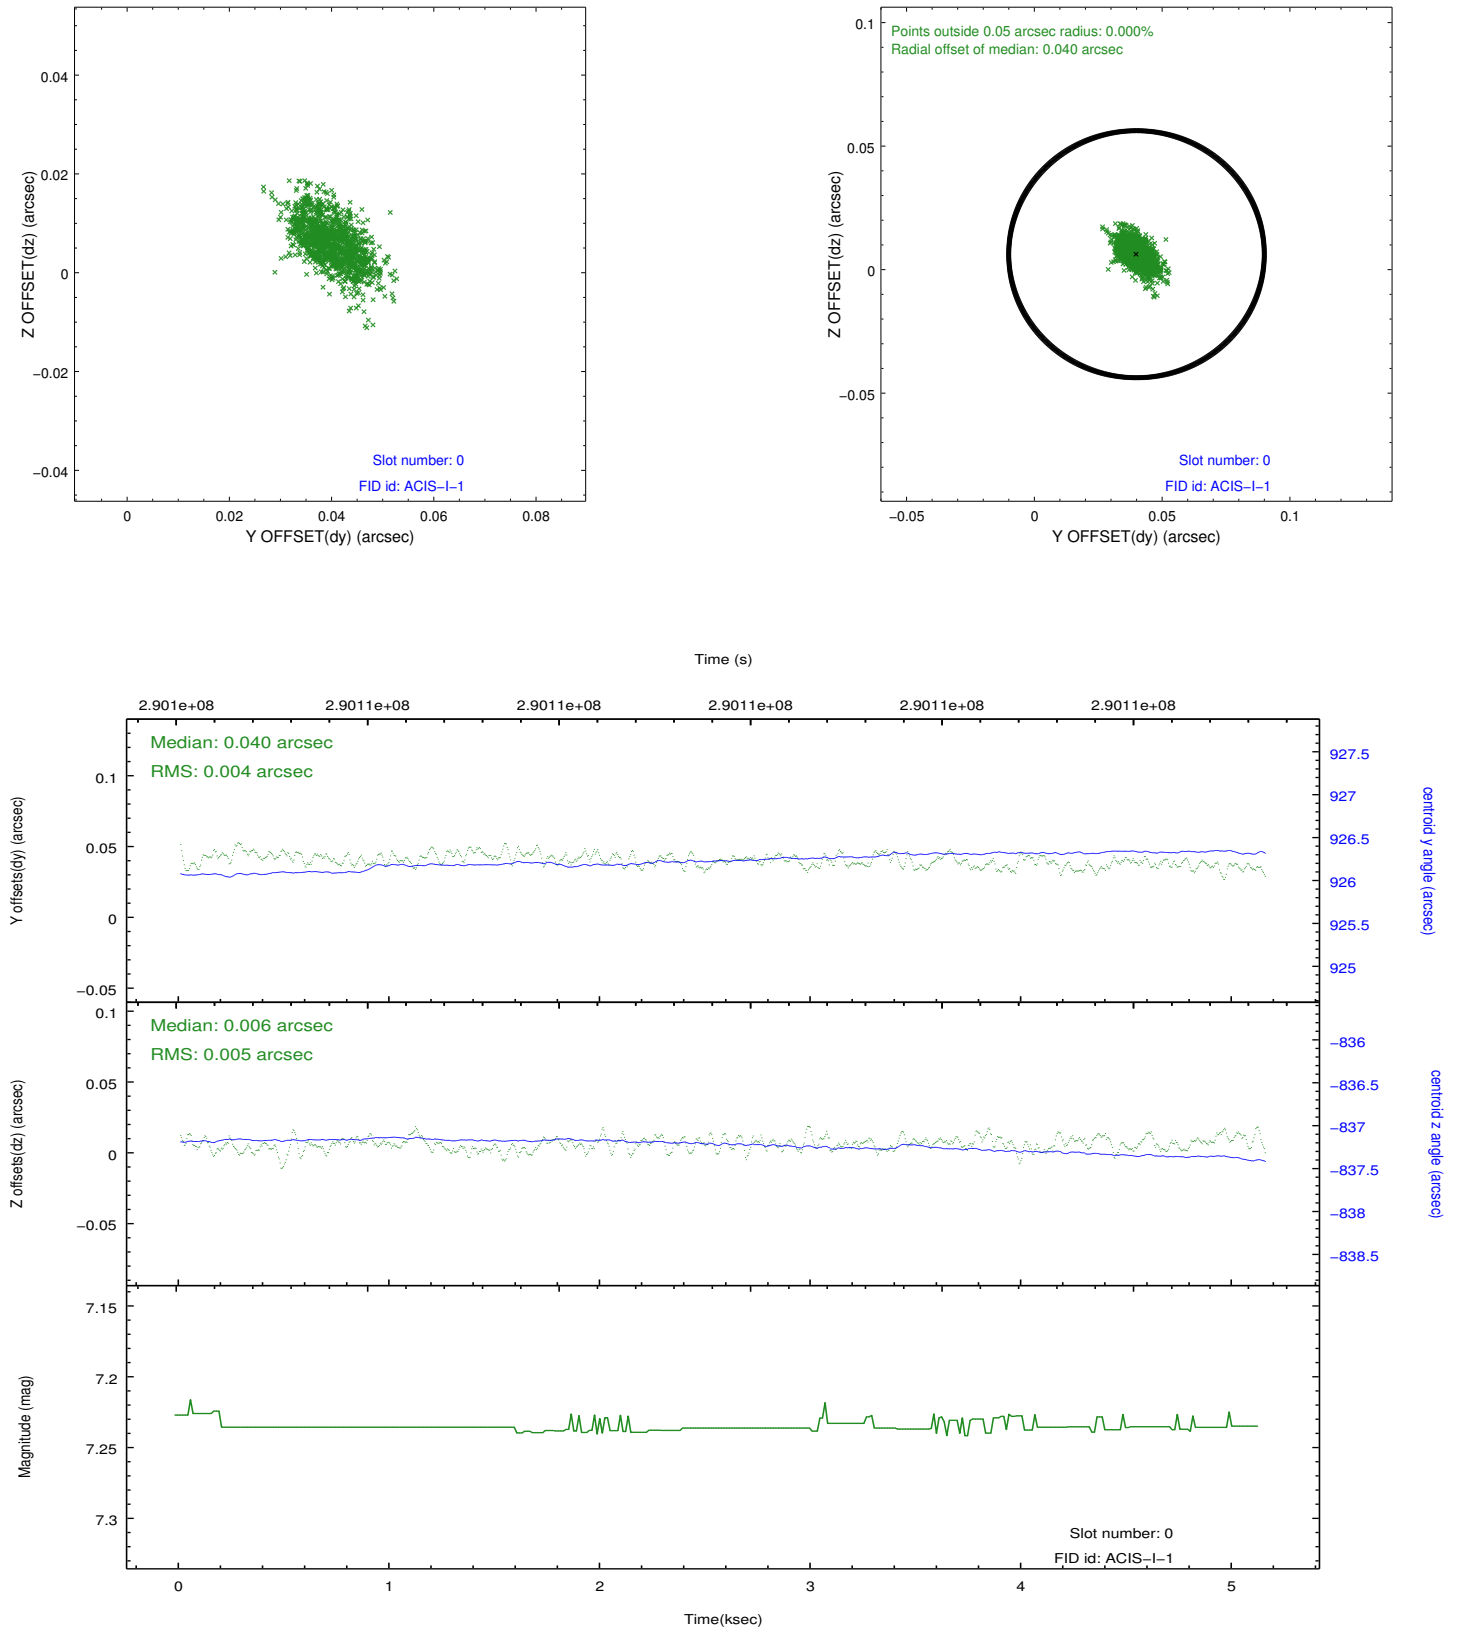 0.04
0.02
0
−0.02
−0.04
Z OFFSET(dz) (arcsec)
Slot number: 0
FID id: ACIS−I−1
0 0.02 0.04 0.06 0.08
Y OFFSET(dy) (arcsec)
Points outside 0.05 arcsec radius: 0.000%
Radial offset of median: 0.040 arcsec
0.1
0.05
0
−0.05
Z OFFSET(dz) (arcsec)
Slot number: 0
FID id: ACIS−I−1
−0.05 0 0.05 0.1
Y OFFSET(dy) (arcsec)
Time (s)
2.901e+08 2.9011e+08 2.9011e+08 2.9011e+08 2.9011e+08 2.9011e+08
Median: 0.040 arcsec
RMS: 0.004 arcsec
0.1
0.05
0
−0.05
Y offsets(dy) (arcsec)
927.5
927
926.5
926
925.5
925
centroid y angle (arcsec)
Median: 0.006 arcsec
RMS: 0.005 arcsec
0.1
0.05
0
−0.05
Z offsets(dz) (arcsec)
−836
−836.5
−837
−837.5
−838
−838.5
centroid z angle (arcsec)
7.15
7.2
7.25
7.3
Magnitude (mag)
Slot number: 0
FID id: ACIS−I−1
0 1 2 3 4 5
Time(ksec)